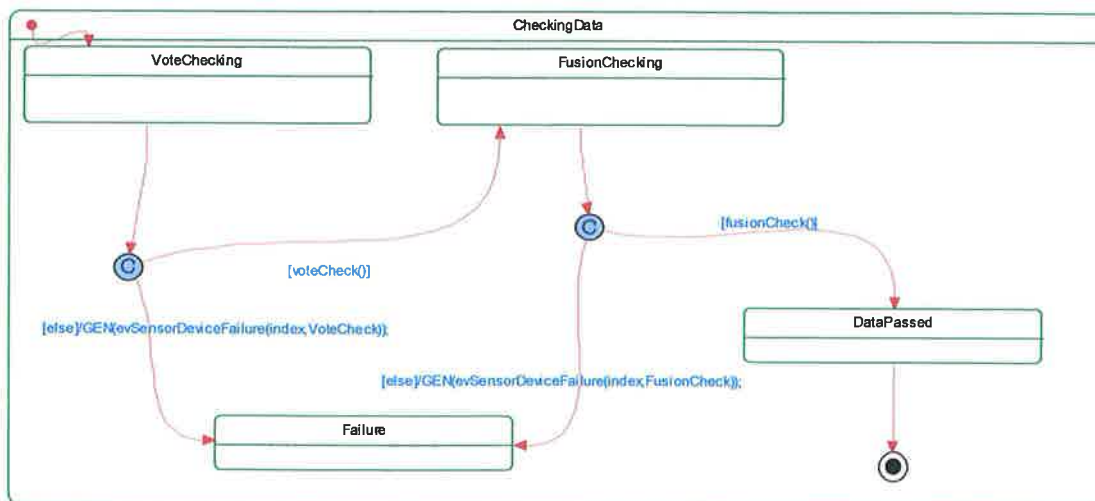 CheckingData
VoteChecking
FusionChecking
C
C
[fusionCheck()]
[voteCheck()]
[else]/GEN(evSensorDeviceFailure(index,VoteCheck));
DataPassed
[else]/GEN(evSensorDeviceFailure(index,FusionCheck));
Failure